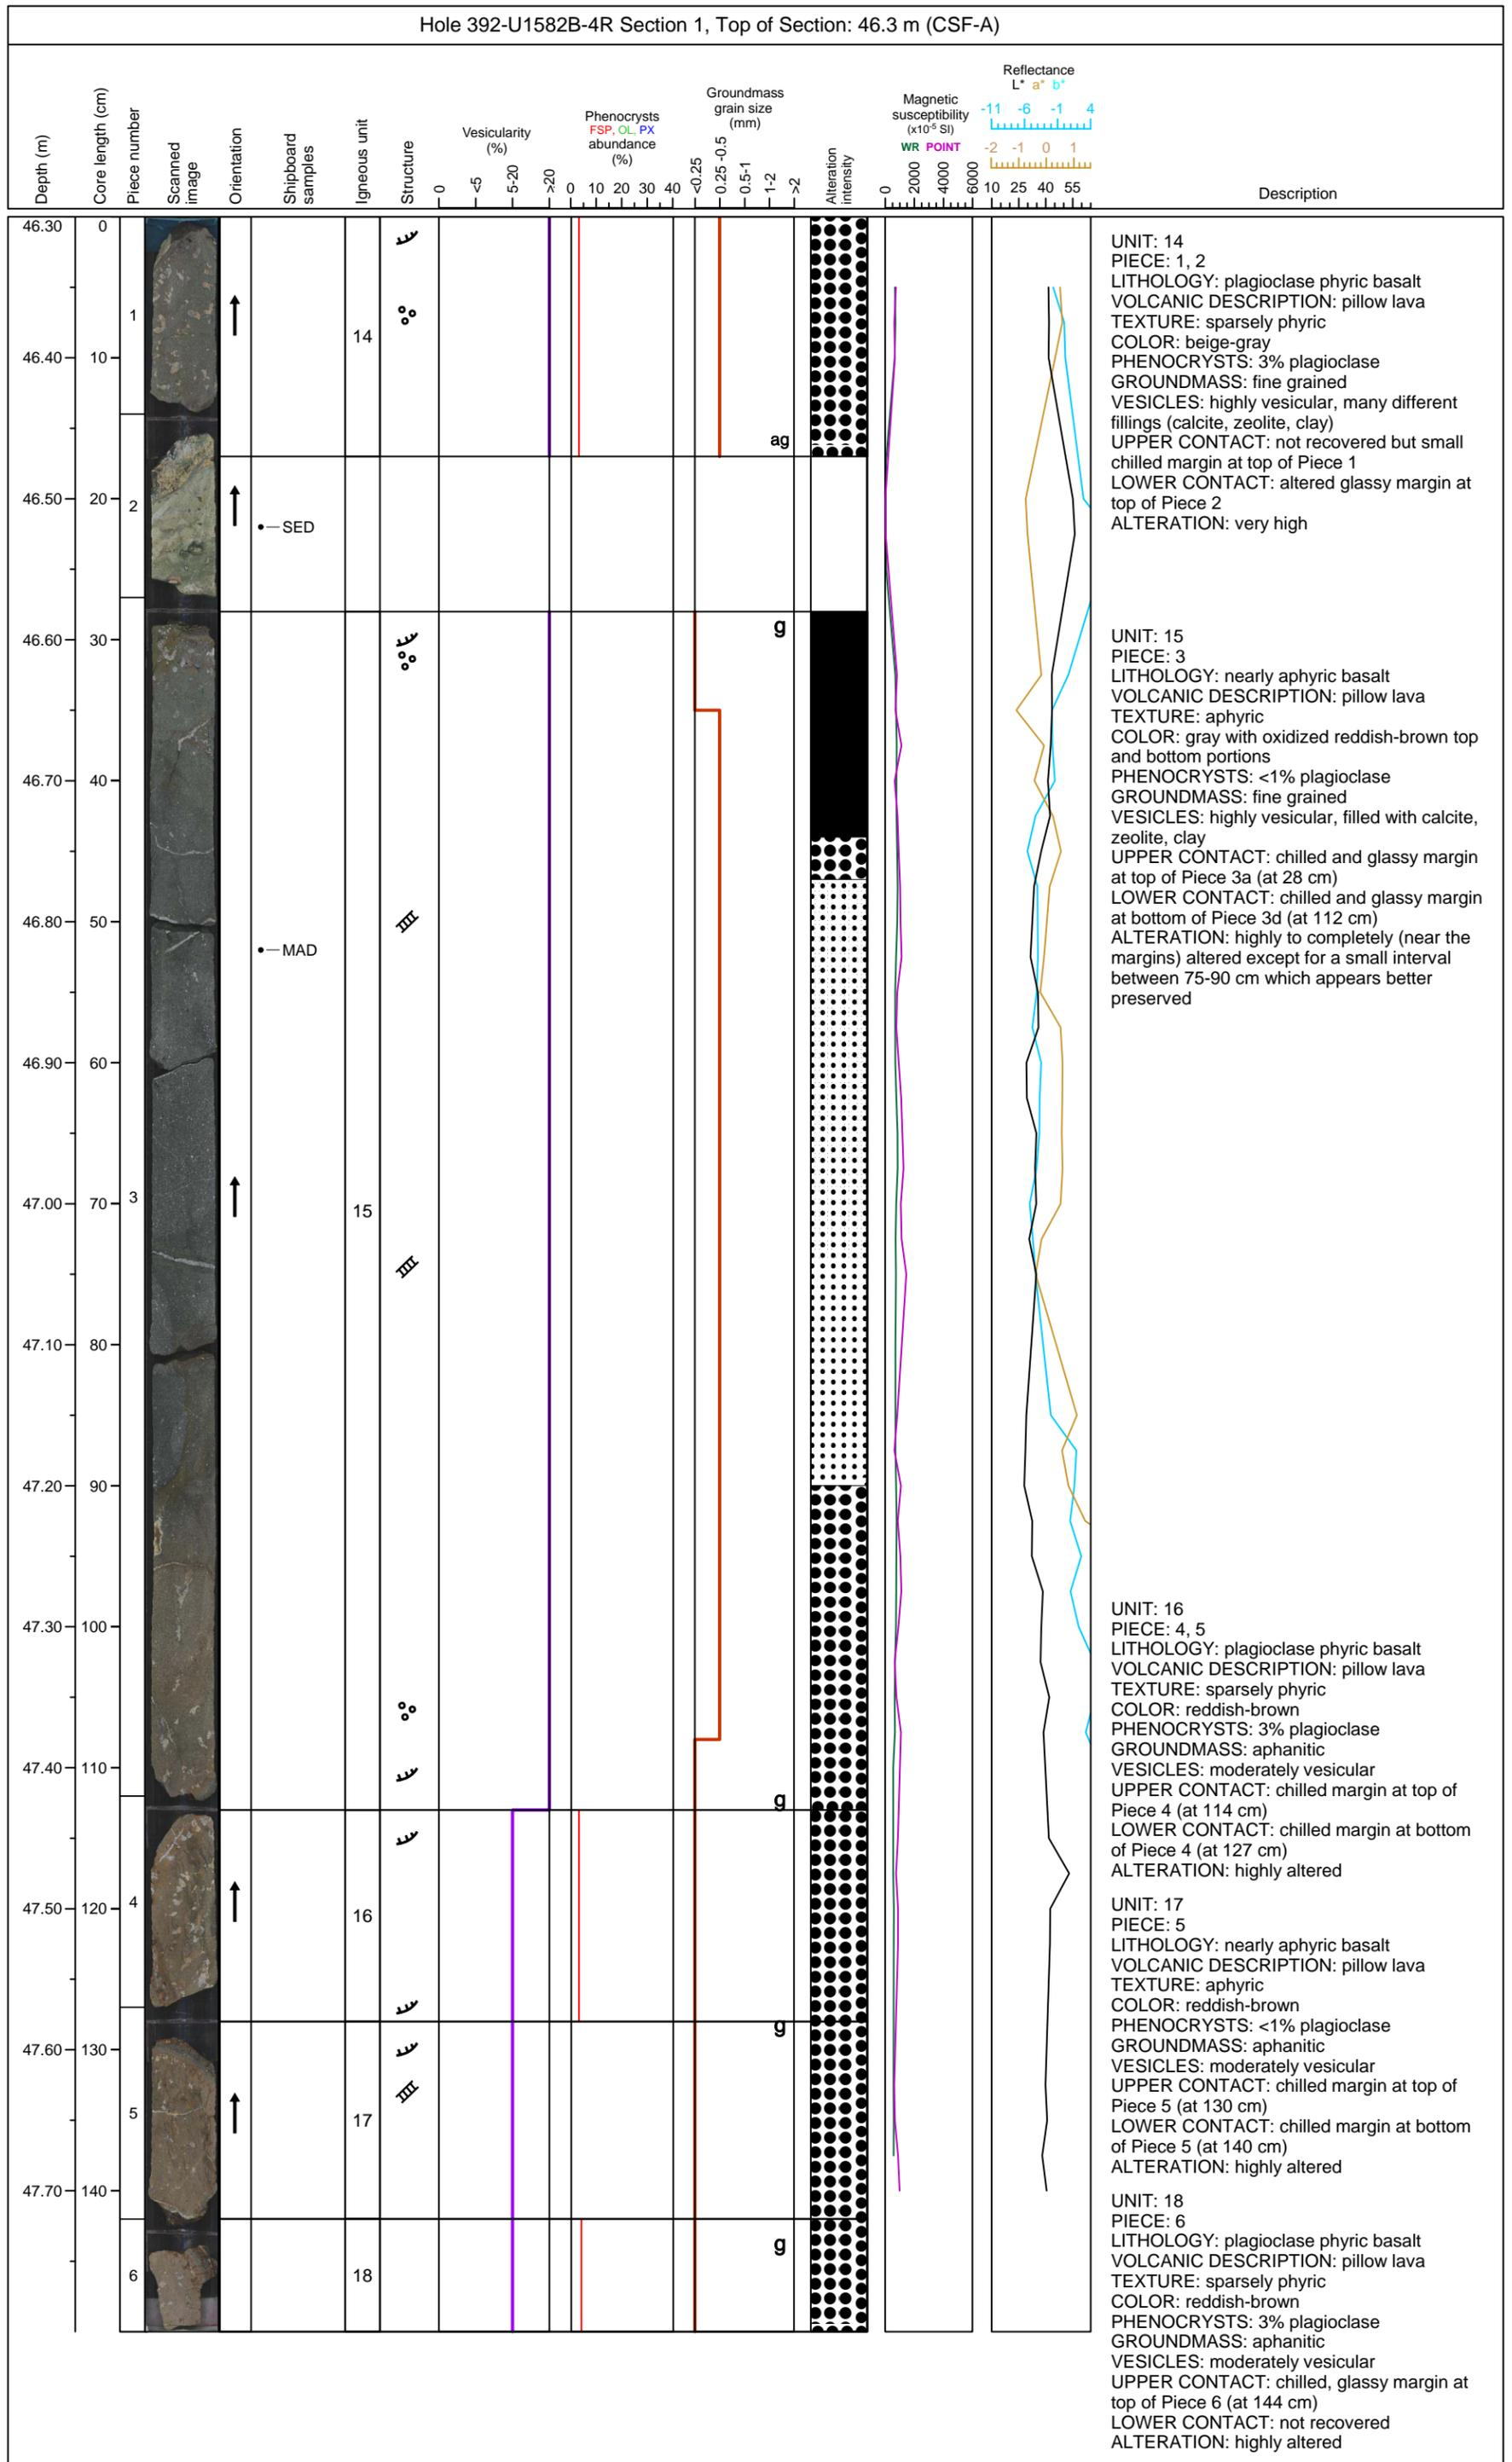 Hole 392-U1582B-4R Section 1, Top of Section: 46.3 m (CSF-A)
Depth (m)
Core length (cm)
Piece number
Scanned
image
Orientation
Shipboard
samples
Igneous unit
Structure
Vesicularity
(%)
0 <5 5-20 >20
Phenocrysts
FSP, OL, PX
abundance
(%)
0 10 20 30 40
Groundmass
grain size
(mm)
<0.25 0.25 -0.5 0.5-1 1-2 >2
Alteration
intensity
Magnetic
susceptibility
(x10⁻⁵ SI)
WR POINT
0 2000 4000 6000
Reflectance
L* a* b*
-11 -6 -1 4
-2 -1 0 1
10 25 40 55
Description
46.30 0
46.40 10
46.50 20
46.60 30
46.70 40
46.80 50
46.90 60
47.00 70
47.10 80
47.20 90
47.30 100
47.40 110
47.50 120
47.60 130
47.70 140
1
2
3
4
5
6
SED
MAD
14
15
16
17
18
ag
g
g
g
g
UNIT: 14
PIECE: 1, 2
LITHOLOGY: plagioclase phyric basalt
VOLCANIC DESCRIPTION: pillow lava
TEXTURE: sparsely phyric
COLOR: beige-gray
PHENOCRYSTS: 3% plagioclase
GROUNDMASS: fine grained
VESICLES: highly vesicular, many different
fillings (calcite, zeolite, clay)
UPPER CONTACT: not recovered but small
chilled margin at top of Piece 1
LOWER CONTACT: altered glassy margin at
top of Piece 2
ALTERATION: very high
UNIT: 15
PIECE: 3
LITHOLOGY: nearly aphyric basalt
VOLCANIC DESCRIPTION: pillow lava
TEXTURE: aphyric
COLOR: gray with oxidized reddish-brown top
and bottom portions
PHENOCRYSTS: <1% plagioclase
GROUNDMASS: fine grained
VESICLES: highly vesicular, filled with calcite,
zeolite, clay
UPPER CONTACT: chilled and glassy margin
at top of Piece 3a (at 28 cm)
LOWER CONTACT: chilled and glassy margin
at bottom of Piece 3d (at 112 cm)
ALTERATION: highly to completely (near the
margins) altered except for a small interval
between 75-90 cm which appears better
preserved
UNIT: 16
PIECE: 4, 5
LITHOLOGY: plagioclase phyric basalt
VOLCANIC DESCRIPTION: pillow lava
TEXTURE: sparsely phyric
COLOR: reddish-brown
PHENOCRYSTS: 3% plagioclase
GROUNDMASS: aphanitic
VESICLES: moderately vesicular
UPPER CONTACT: chilled margin at top of
Piece 4 (at 114 cm)
LOWER CONTACT: chilled margin at bottom
of Piece 4 (at 127 cm)
ALTERATION: highly altered
UNIT: 17
PIECE: 5
LITHOLOGY: nearly aphyric basalt
VOLCANIC DESCRIPTION: pillow lava
TEXTURE: aphyric
COLOR: reddish-brown
PHENOCRYSTS: <1% plagioclase
GROUNDMASS: aphanitic
VESICLES: moderately vesicular
UPPER CONTACT: chilled margin at top of
Piece 5 (at 130 cm)
LOWER CONTACT: chilled margin at bottom
of Piece 5 (at 140 cm)
ALTERATION: highly altered
UNIT: 18
PIECE: 6
LITHOLOGY: plagioclase phyric basalt
VOLCANIC DESCRIPTION: pillow lava
TEXTURE: sparsely phyric
COLOR: reddish-brown
PHENOCRYSTS: 3% plagioclase
GROUNDMASS: aphanitic
VESICLES: moderately vesicular
UPPER CONTACT: chilled, glassy margin at
top of Piece 6 (at 144 cm)
LOWER CONTACT: not recovered
ALTERATION: highly altered